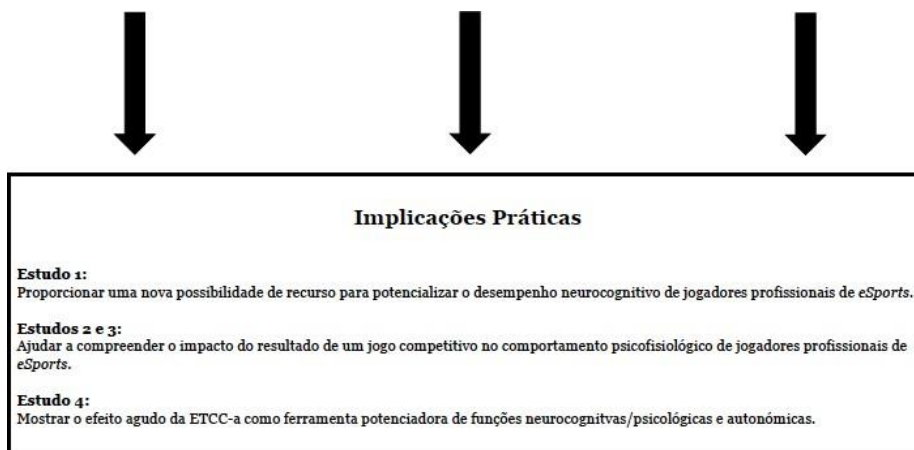 Implicações Práticas
Estudo 1:
Proporcionar uma nova possibilidade de recurso para potencializar o desempenho neurocognitivo de jogadores profissionais de eSports.
Estudos 2 e 3:
Ajudar a compreender o impacto do resultado de um jogo competitivo no comportamento psicofisiológico de jogadores profissionais de
eSports.
Estudo 4:
Mostrar o efeito agudo da ETCC-a como ferramenta potenciadora de funções neurocognitvas/psicológicas e autonómicas.